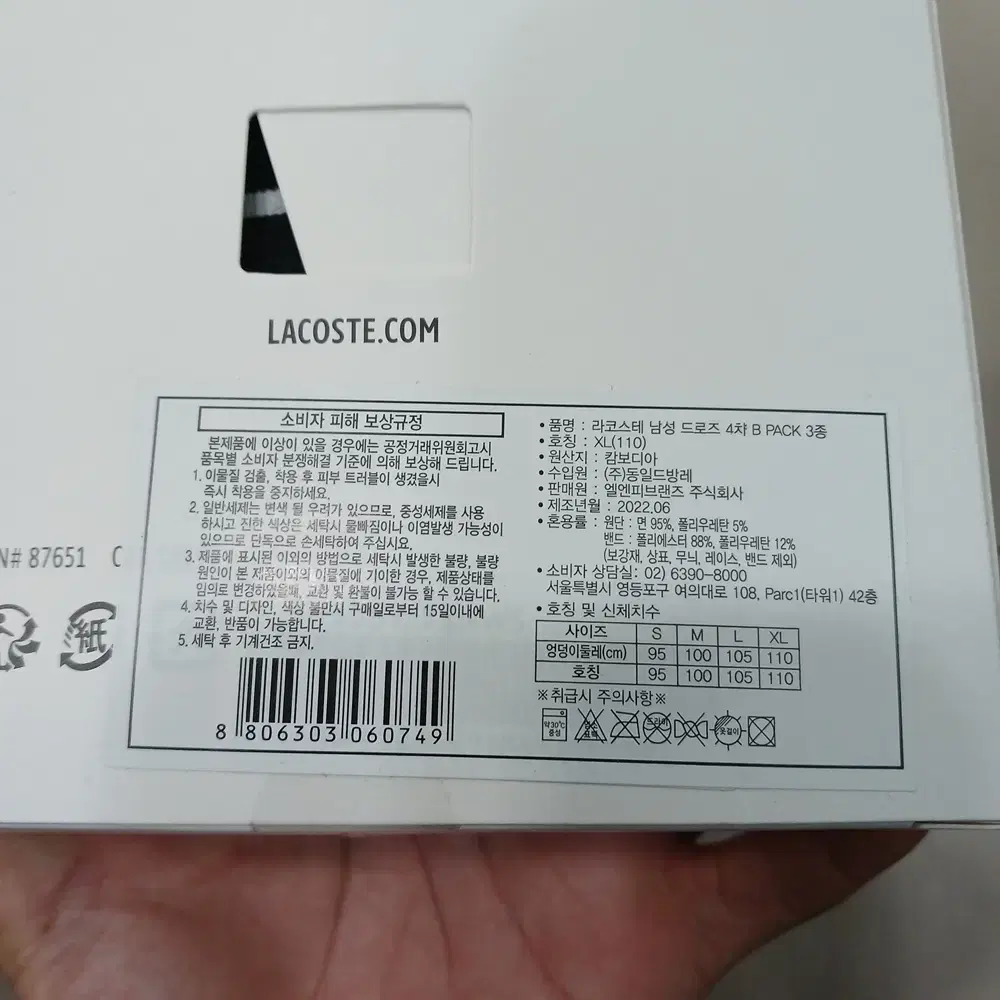 LACOSTE.COM
소비자 피해 보상규정
본제품에 이상이 있을 경우에는 공정거래위원회고시
품목별 소비자 분쟁해결 기준에 의해 보상해 드립니다.
1. 이물질 검출, 착용 후 피부 트러블이 생겼을시
즉시 착용을 중지하세요.
2. 일반세제는 변색 될 우려가 있으므로, 중성세제를 사용
하시고 진한 색상은 세탁시 물빠짐이나 이염발생 가능성이
있으므로 단독으로 손세탁하여 주십시요.
3. 제품에 표시된 이외의 방법으로 세탁시 발생한 불량, 불량
원인이 본 제품이외의 이물질에 기이한 경우, 제품상태를
임의로 변경하였을때, 교환 및 환불이 불가능 할 수 있습니다.
4. 치수 및 디자인, 색상 불만시 구매일로부터 15일이내에
교환, 반품이 가능합니다.
5. 세탁 후 기계건조 금지.
8 806303 060749
• 품명 : 라코스테 남성 드로즈 4차 B PACK 3종
• 호칭 : XL(110)
• 원산지 : 캄보디아
• 수입원 : (주)동일드방레
• 판매원 : 엘엔피브랜즈 주식회사
• 제조년월 : 2022.06
• 혼용률 : 원단 : 면 95%, 폴리우레탄 5%
밴드 : 폴리에스터 88%, 폴리우레탄 12%
(보강재, 상표, 무늬, 레이스, 밴드 제외)
• 소비자 상담실: 02) 6390-8000
서울특별시 영등포구 여의대로 108, Parc1(타워1) 42층
• 호칭 및 신체치수
사이즈 S M L XL
엉덩이둘레(cm) 95 100 105 110
호칭 95 100 105 110
※취급시 주의사항※
약30℃
중성
드라이
옷걸이
N# 87651 C
紙